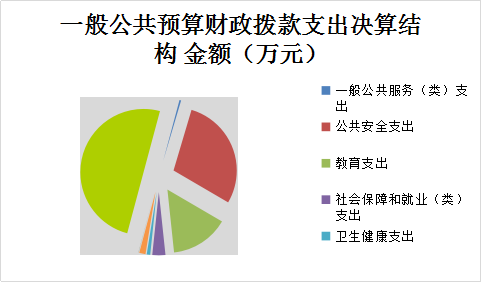 一般公共预算财政拨款支出决算结
构 金额（万元）
一般公共服务（类）支
出
公共安全支出
教育支出
社会保障和就业（类）
支出
卫生健康支出